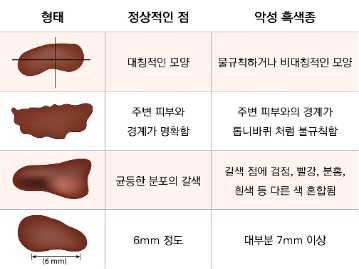 형태 정상적인 점 악성 흑색종
대칭적인 모양 불규칙하거나 비대칭적인 모양
주변 피부와 주변 피부와의 경계가
경계가 명확함 톱니바퀴 처럼 불규칙함
균등한 분포의 갈색 갈색 점에 검정, 빨강, 분홍,
흰색 등 다른 색 혼합됨
6mm 정도 대부분 7mm 이상
(6 mm)